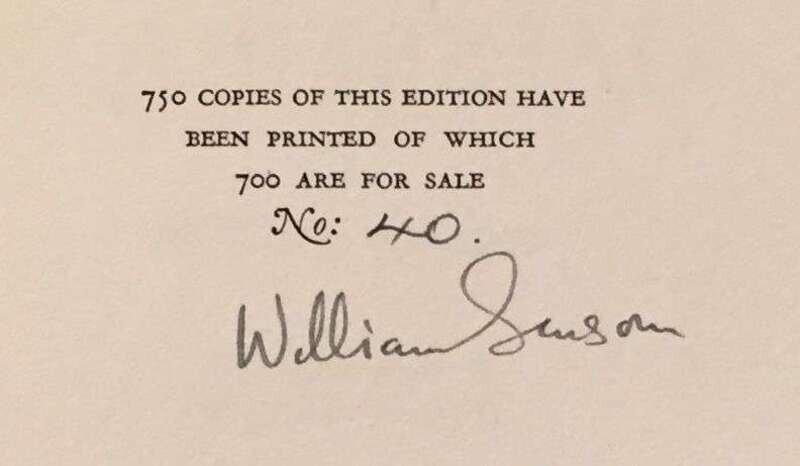 750 COPIES OF THIS EDITION HAVE
BEEN PRINTED OF WHICH
700 ARE FOR SALE
No: 40.
William Sansom